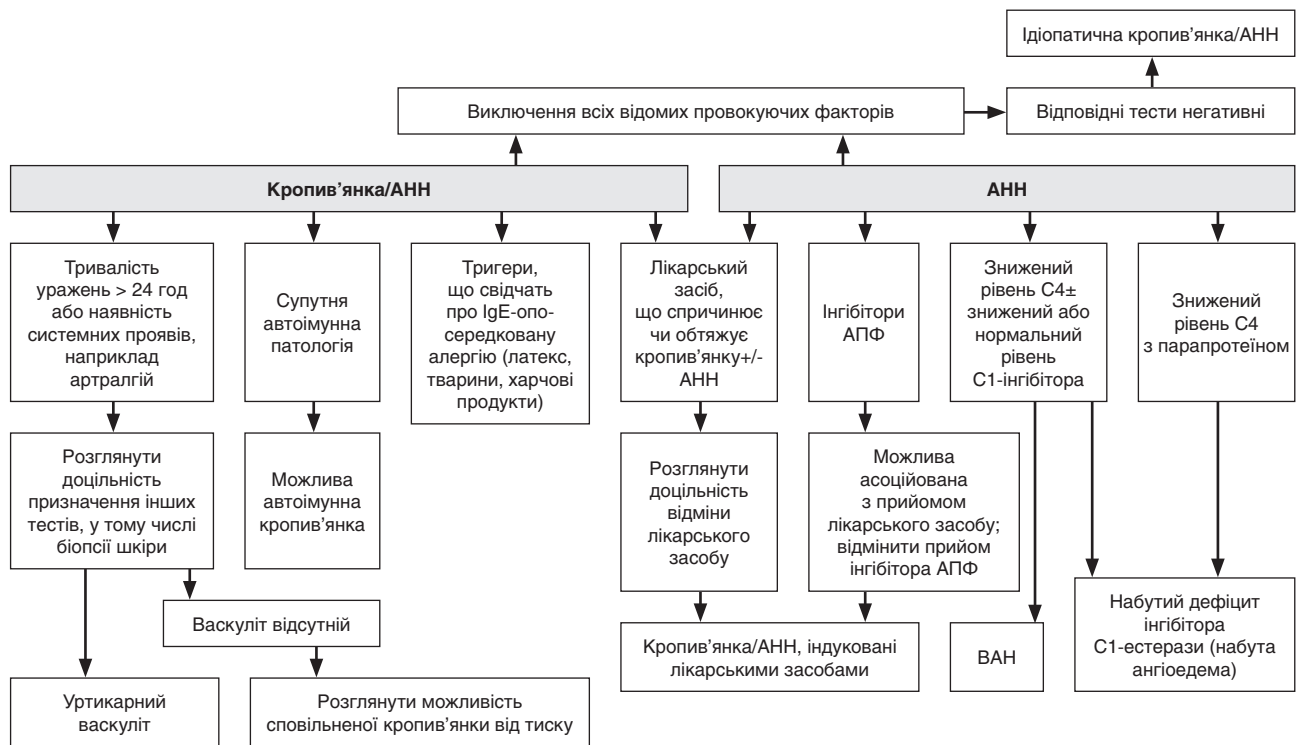 Ідіопатична кропив’янка/АНН
Виключення всіх відомих провокуючих факторів
Відповідні тести негативні
Кропив’янка/АНН
АНН
Тривалість
уражень > 24 год
або наявність
системних проявів,
наприклад
артралгій
Супутня
автоімунна
патологія
Тригери,
що свідчать
про IgE-опо-
середковану
алергію (латекс,
тварини, харчові
продукти)
Лікарський
засіб,
що спричинює
чи обтяжує
кропив’янку+/-
АНН
Інгібітори
АПФ
Знижений
рівень С4±
знижений або
нормальний
рівень
С1-інгібітора
Знижений
рівень С4
з парапротеїном
Розглянути
доцільність
призначення інших
тестів, у тому числі
біопсії шкіри
Можлива
автоімунна
кропив’янка
Розглянути
доцільність
відміни
лікарського
засобу
Можлива
асоційована
з прийомом
лікарського засобу;
відмінити прийом
інгібітора АПФ
Васкуліт відсутній
Кропив’янка/АНН, індуковані
лікарськими засобами
ВАН
Набутий дефіцит
інгібітора
С1-естерази (набута
ангіоедема)
Уртикарний
васкуліт
Розглянути можливість
сповільненої кропив’янки від тиску